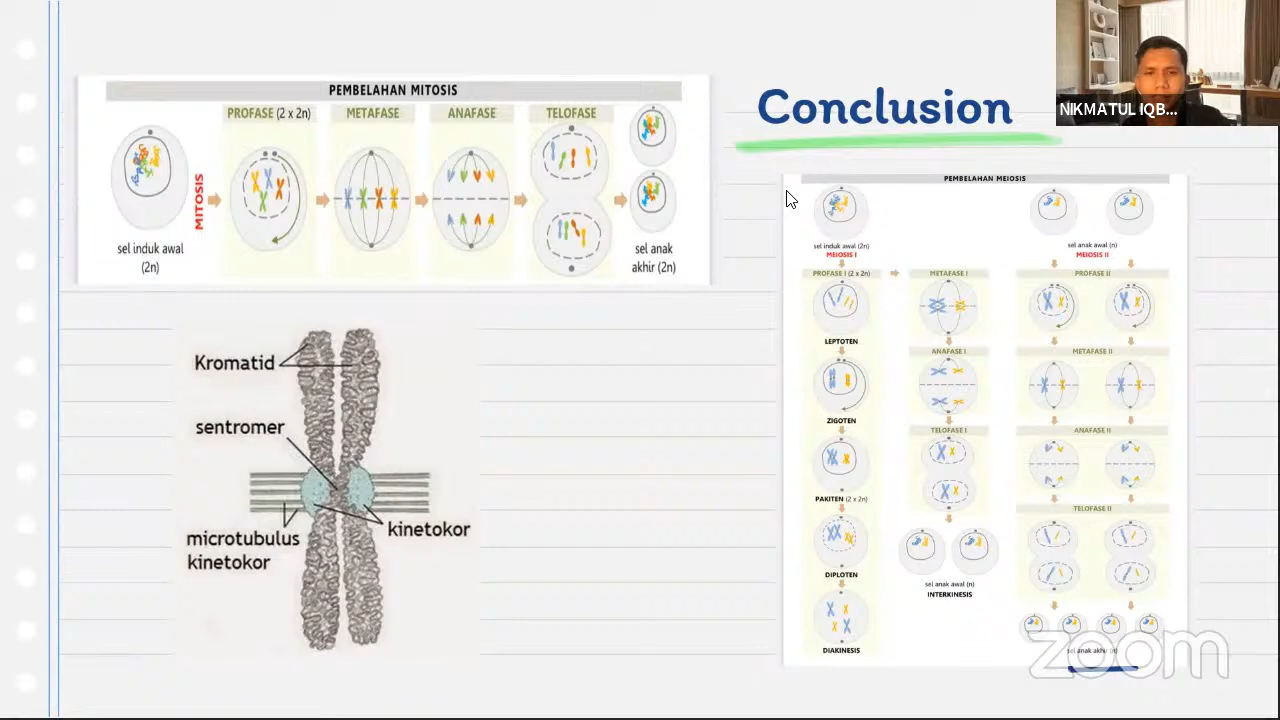 PEMBELAHAN MITOSIS
PROFASE (2 x 2n)
METAFASE
ANAFASE
TELOFASE
MITOSIS
sel induk awal
(2n)
sel anak
akhir (2n)
Conclusion
NIKMATUL IQB...
Kromatid
sentromer
microtubulus
kinetokor
kinetokor
PEMBELAHAN MEIOSIS
sel induk awal (2n)
MEIOSIS I
sel anak awal (n)
MEIOSIS II
PROFASE I (2 x 2n)
METAFASE I
PROFASE II
LEPTOTEN
ANAFASE I
METAFASE II
ZIGOTEN
TELOFASE I
ANAFASE II
PAKITEN (2 x 2n)
TELOFASE II
DIPLOTEN
sel anak awal (n)
INTERKINESIS
DIAKINESIS
sel anak akhir (n)
zoom